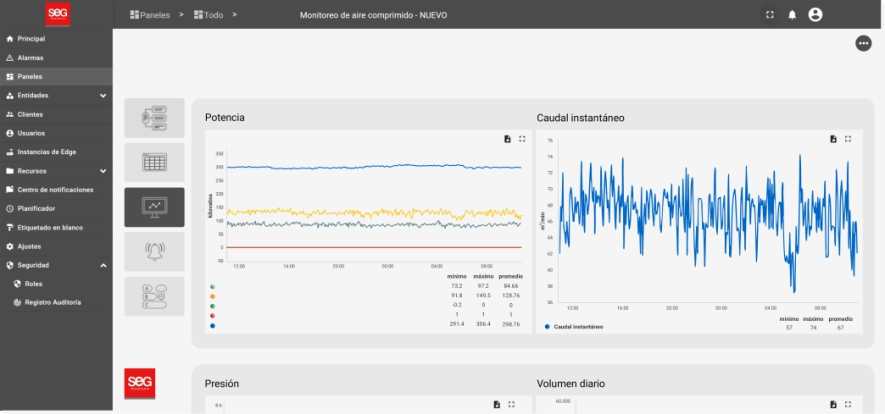 SEG
Paneles > Todo > Monitoreo de aire comprimido - NUEVO
Principal
Alarmas
Paneles
Entidades
Clientes
Usuarios
Instancias de Edge
Recursos
Centro de notificaciones
Planificador
Etiquetado en blanco
Ajustes
Seguridad
Roles
Registro Auditoría
Potencia
kilovatios
350
300
250
200
150
100
50
0
-50
12:00 16:00 20:00 00:00 04:00 08:00
mínimo máximo promedio
73.2 97.2 84.66
91.8 149.5 128.76
-0.2 0 0
1 1 1
291.4 306.4 298.76
Caudal instantáneo
m³/min
76
74
72
70
68
66
64
62
60
58
56
12:00 16:00 20:00 00:00 04:00 08:00
mínimo máximo promedio
Caudal instantáneo 57 74 67
SEG
Presión
9.6
Volumen diario
60,000